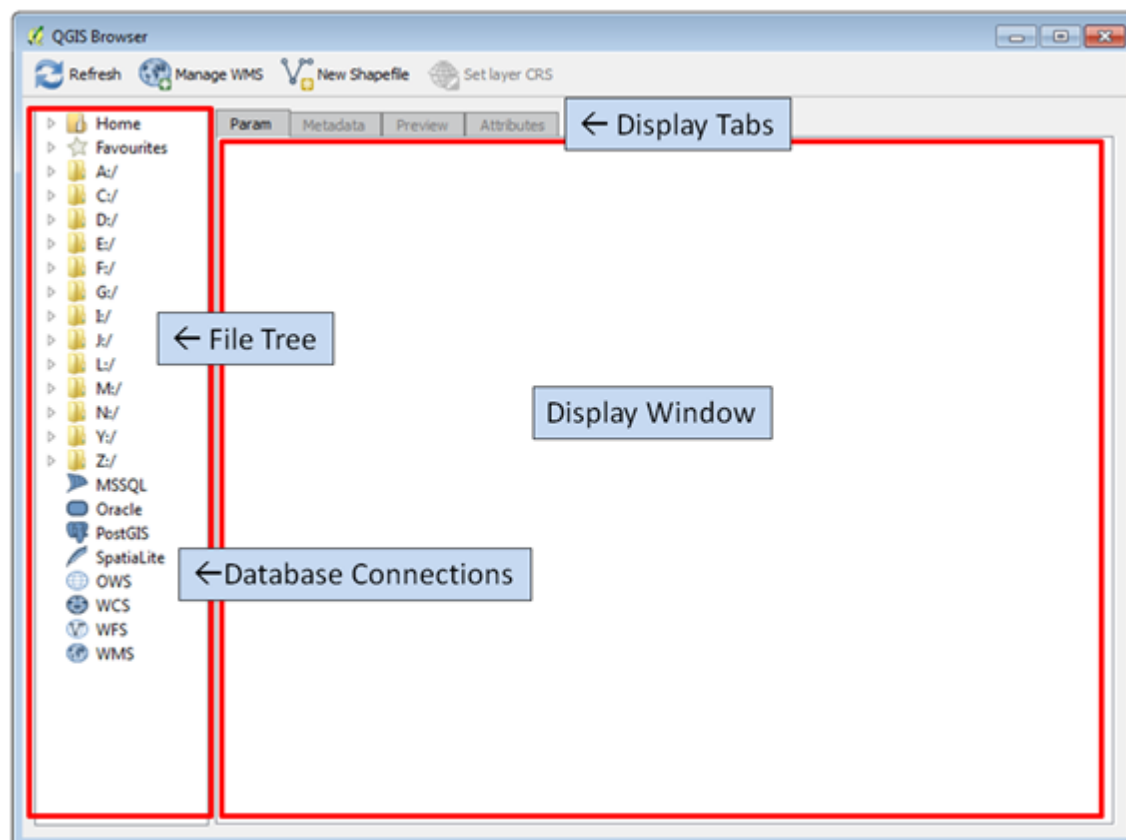 QGIS Browser
Refresh Manage WMS New Shapefile Set layer CRS
Param Metadata Preview Attributes
← Display Tabs
Home
Favourites
A:/
C:/
D:/
E:/
F:/
G:/
I:/
J:/
← File Tree
L:/
M:/
Display Window
N:/
Y:/
Z:/
MSSQL
Oracle
PostGIS
SpatiaLite
←Database Connections
OWS
WCS
WFS
WMS